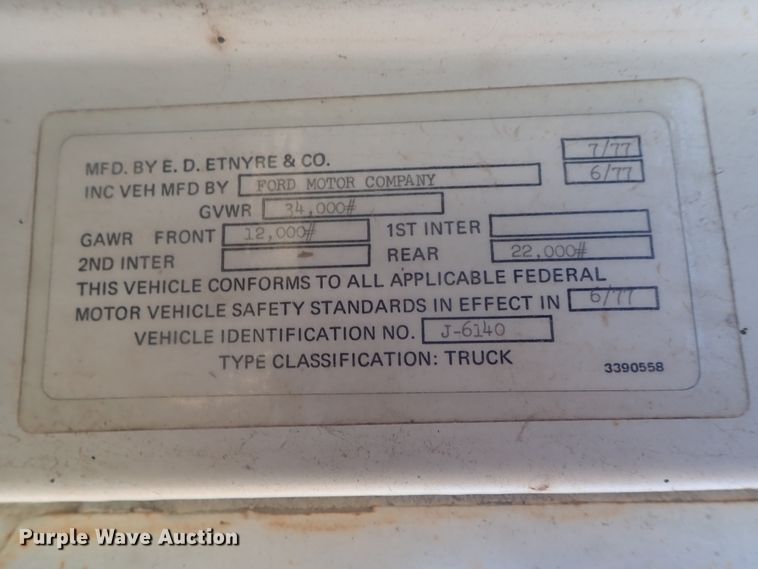 MFD. BY E. D. ETNYRE & CO. 7/77
INC VEH MFD BY FORD MOTOR COMPANY 6/77
GVWR 34,000#
GAWR FRONT 12,000# 1ST INTER
2ND INTER - REAR 22,000#
THIS VEHICLE CONFORMS TO ALL APPLICABLE FEDERAL
MOTOR VEHICLE SAFETY STANDARDS IN EFFECT IN 6/77
VEHICLE IDENTIFICATION NO. J-6140
TYPE CLASSIFICATION: TRUCK 3390558
Purple Wave Auction